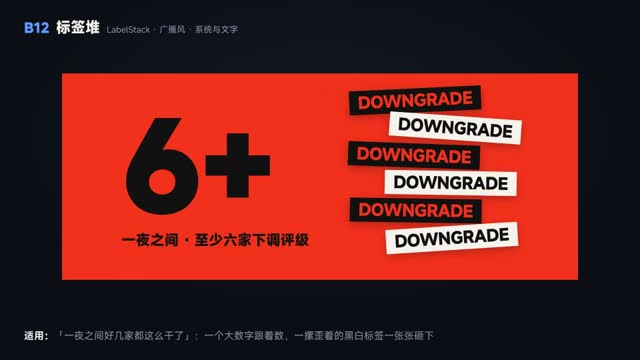 B12 标签堆 LabelStack · 广播风 · 系统与文字
6+
一夜之间 · 至少六家下调评级
DOWNGRADE
DOWNGRADE
DOWNGRADE
DOWNGRADE
DOWNGRADE
DOWNGRADE
适用：「一夜之间好几家都这么干了」：一个大数字跟着数，一摞歪着的黑白标签一张张砸下